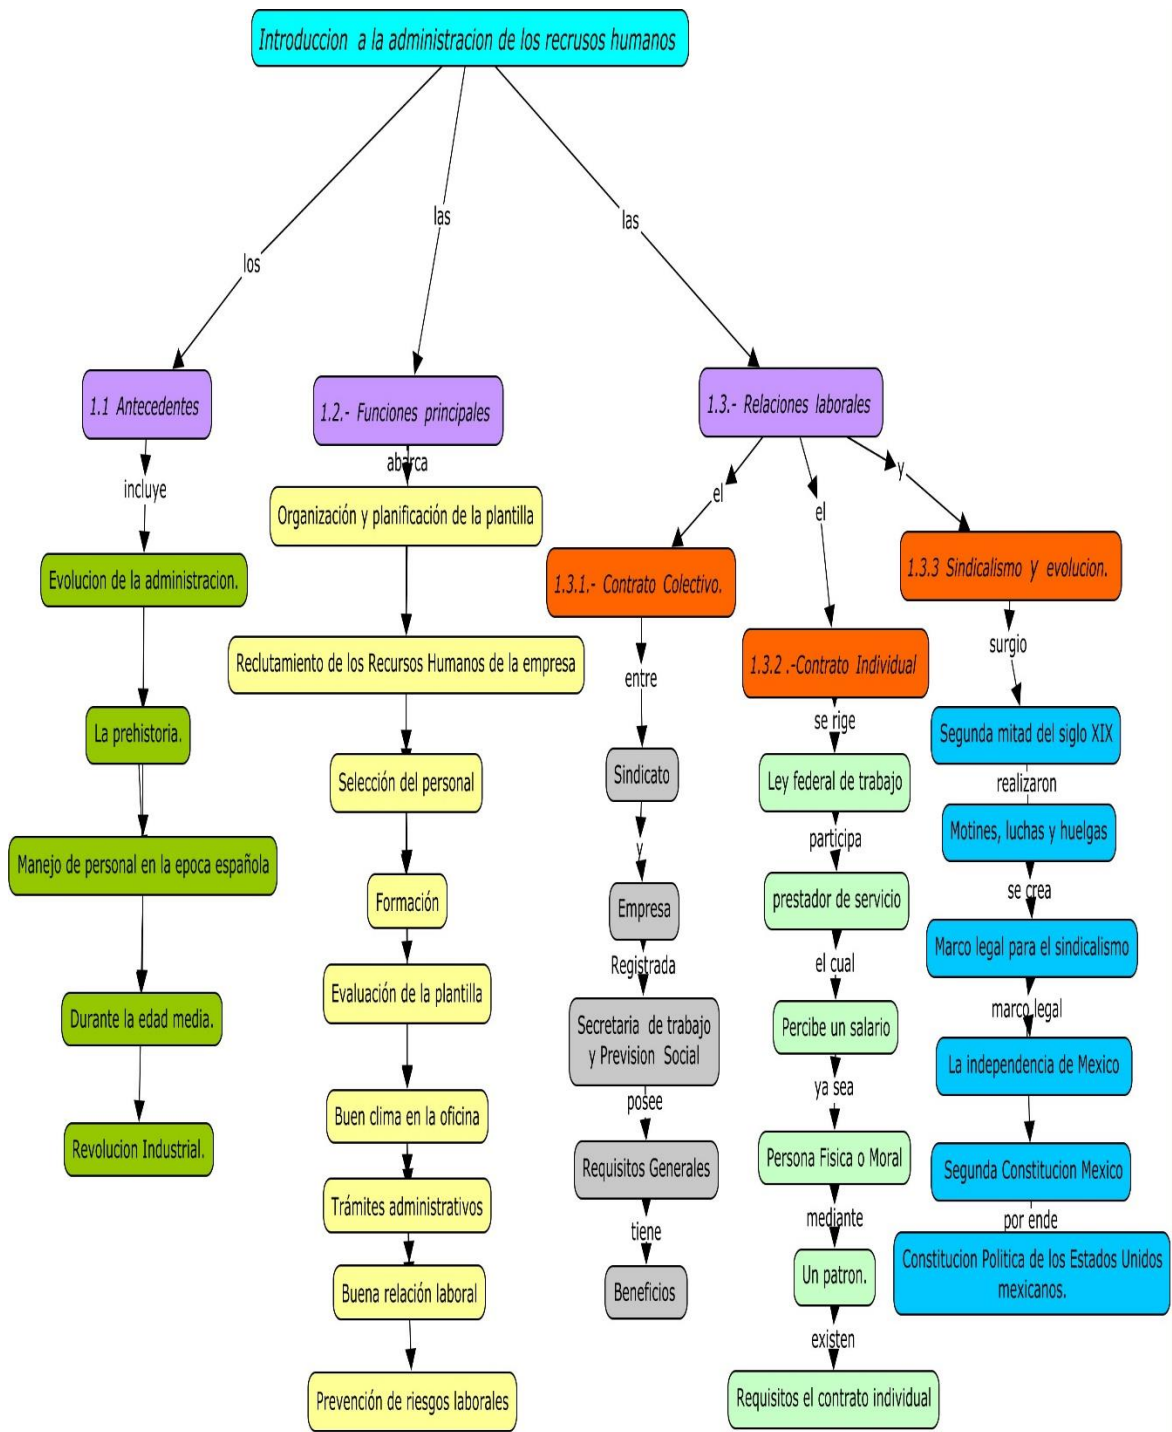 Introduccion a la administracion de los recrusos humanos
los
las
las
1.1 Antecedentes
incluye
Evolucion de la administracion.
La prehistoria.
Manejo de personal en la epoca española
Durante la edad media.
Revolucion Industrial.
1.2.- Funciones principales
abarca
Organización y planificación de la plantilla
Reclutamiento de los Recursos Humanos de la empresa
Selección del personal
Formación
Evaluación de la plantilla
Buen clima en la oficina
Trámites administrativos
Buena relación laboral
Prevención de riesgos laborales
1.3.- Relaciones laborales
el
el
y
1.3.1.- Contrato Colectivo.
entre
Sindicato
y
Empresa
Registrada
Secretaria de trabajo
y Prevision Social
posee
Requisitos Generales
tiene
Beneficios
1.3.2 .-Contrato Individual
se rige
Ley federal de trabajo
participa
prestador de servicio
el cual
Percibe un salario
ya sea
Persona Fisica o Moral
mediante
Un patron.
existen
Requisitos el contrato individual
1.3.3 Sindicalismo y evolucion.
surgio
Segunda mitad del siglo XIX
realizaron
Motines, luchas y huelgas
se crea
Marco legal para el sindicalismo
marco legal
La independencia de Mexico
Segunda Constitucion Mexico
por ende
Constitucion Politica de los Estados Unidos
mexicanos.